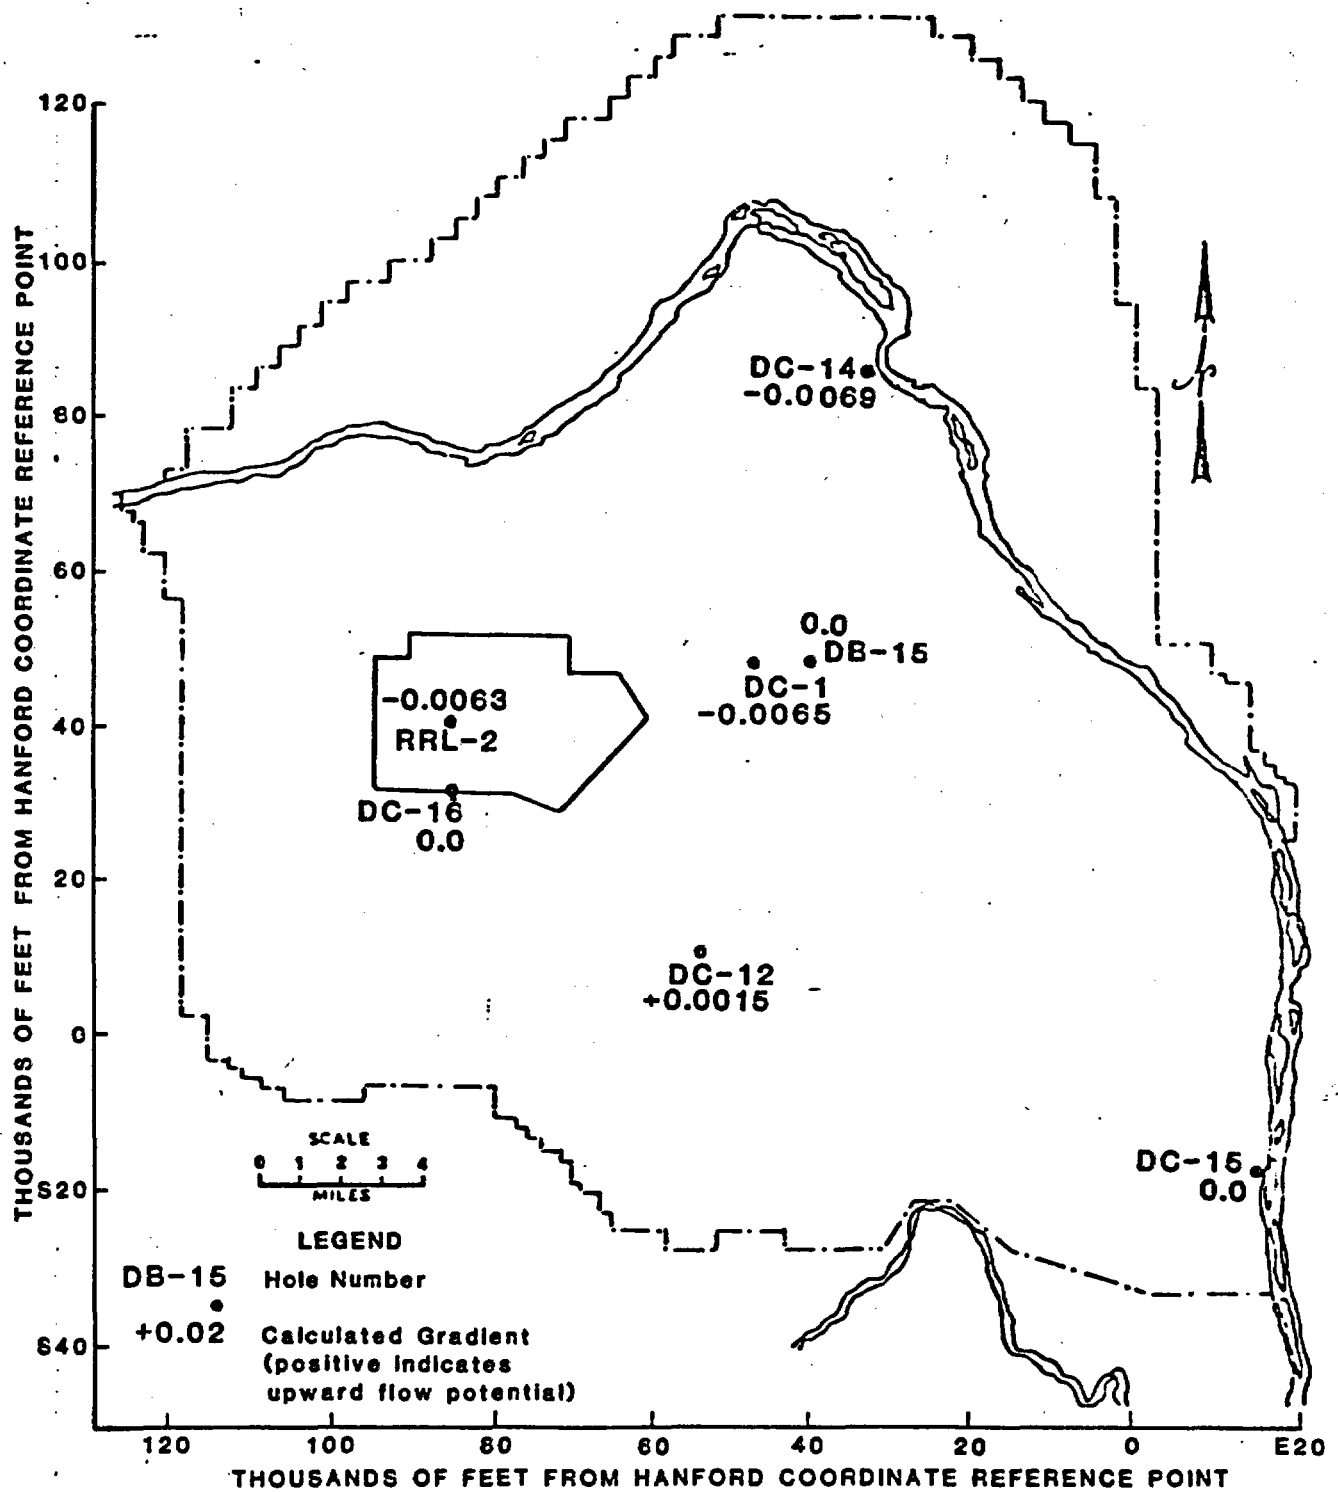 120
100
80
60
40
20
0
S20
S40
THOUSANDS OF FEET FROM HANFORD COORDINATE REFERENCE POINT
DC-14
-0.0069
0.0
DB-15
DC-1
-0.0065
-0.0063
RRL-2
DC-16
0.0
DC-12
+0.0015
DC-15
0.0
SCALE
0 1 2 3 4
MILES
LEGEND
DB-15 Hole Number
+0.02 Calculated Gradient
(positive indicates
upward flow potential)
120 100 80 60 40 20 0 E20
THOUSANDS OF FEET FROM HANFORD COORDINATE REFERENCE POINT